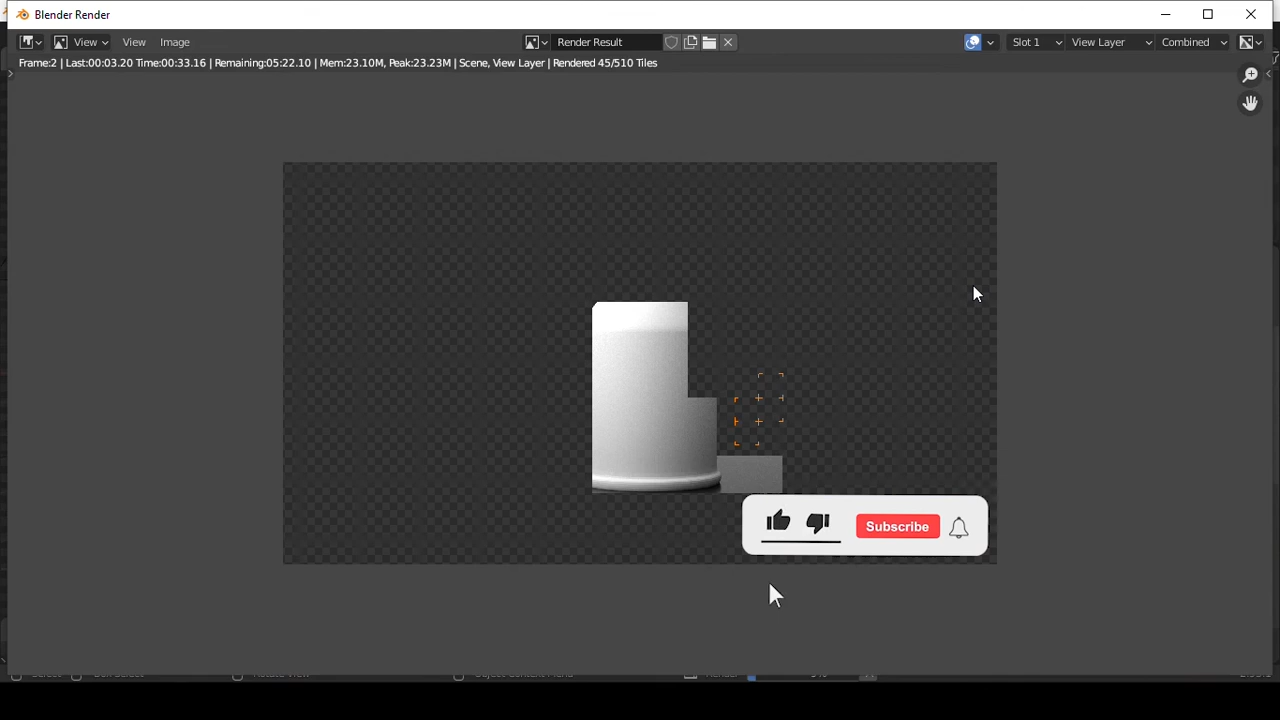 Blender Render
View View Image Render Result Slot 1 View Layer Combined
Frame:2 | Last:00:03.20 Time:00:33.16 | Remaining:05:22.10 | Mem:23.10M, Peak:23.23M | Scene, View Layer | Rendered 45/510 Tiles
Subscribe